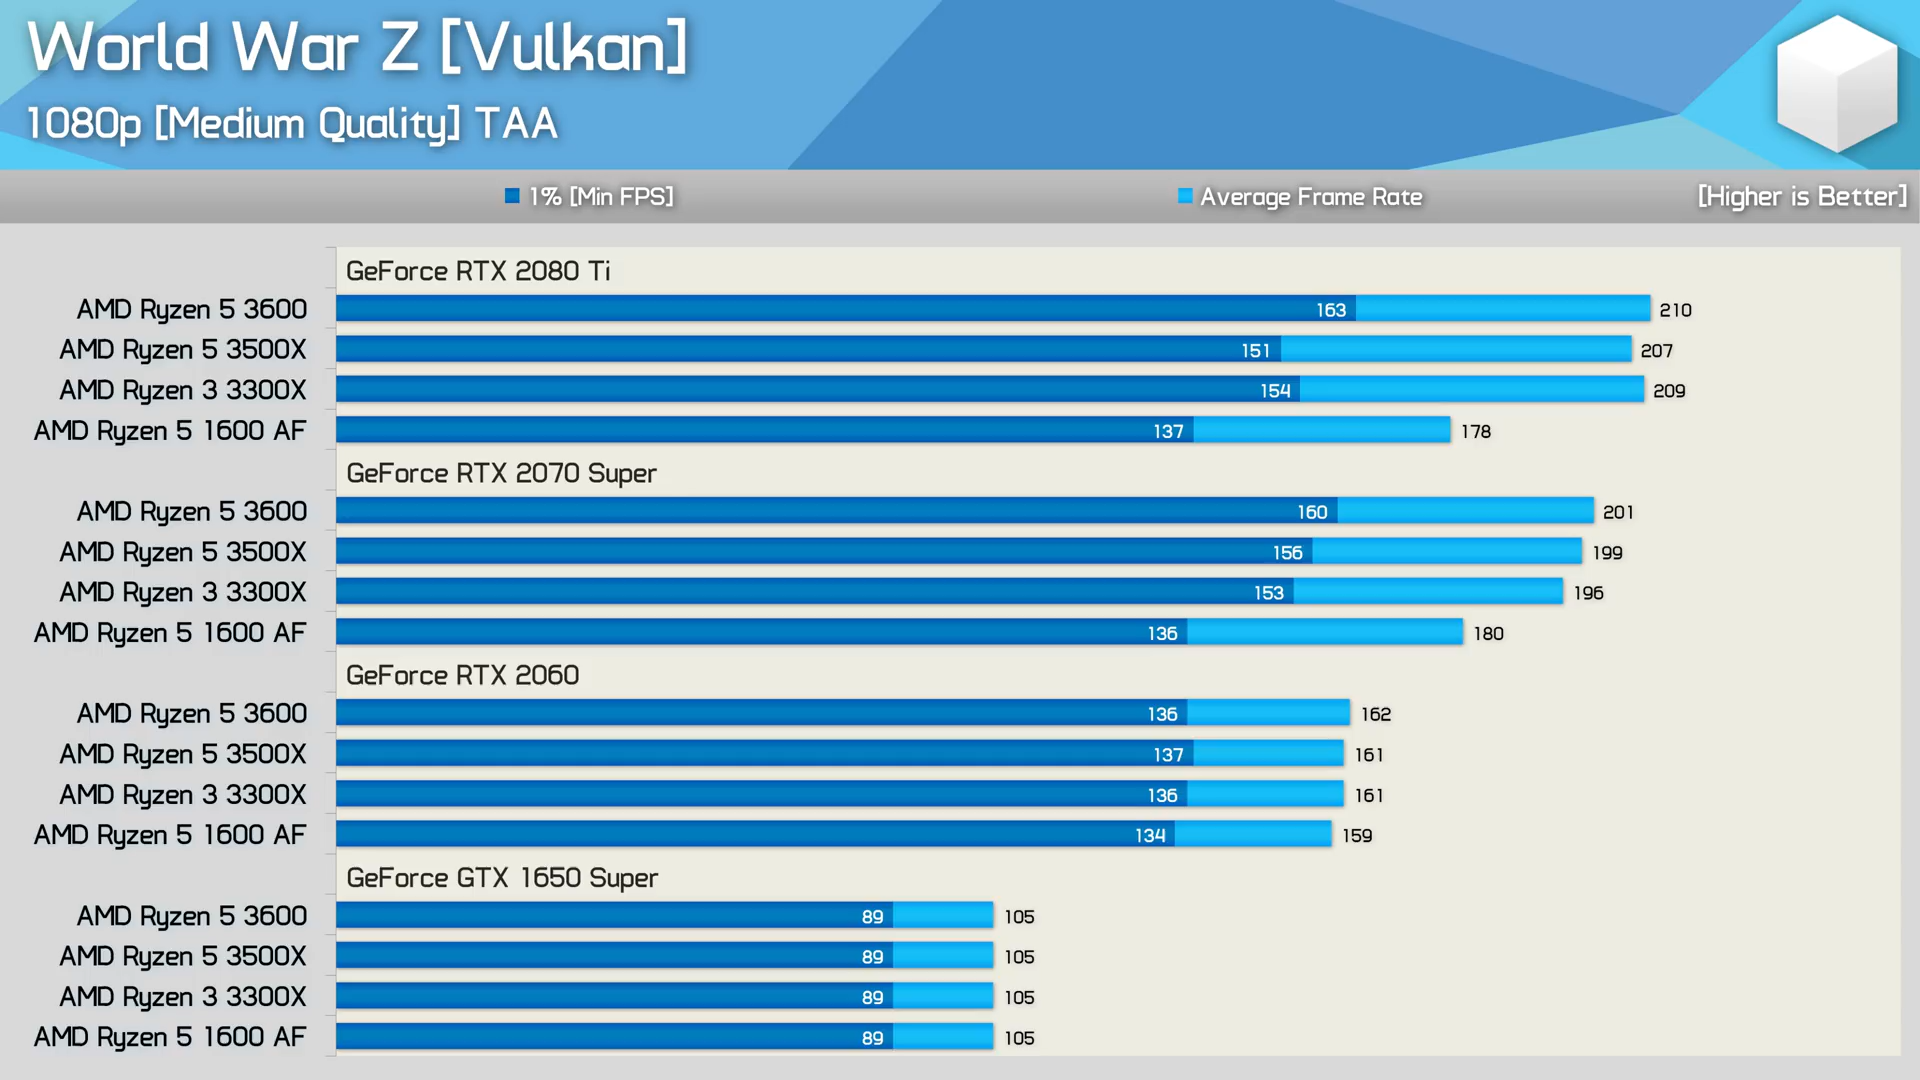 World War Z [Vulkan]
1080p [Medium Quality] TAA
1% [Min FPS] Average Frame Rate [Higher is Better]
GeForce RTX 2080 Ti
AMD Ryzen 5 3600 163 210
AMD Ryzen 5 3500X 151 207
AMD Ryzen 3 3300X 154 209
AMD Ryzen 5 1600 AF 137 178
GeForce RTX 2070 Super
AMD Ryzen 5 3600 160 201
AMD Ryzen 5 3500X 156 199
AMD Ryzen 3 3300X 153 196
AMD Ryzen 5 1600 AF 136 180
GeForce RTX 2060
AMD Ryzen 5 3600 136 162
AMD Ryzen 5 3500X 137 161
AMD Ryzen 3 3300X 136 161
AMD Ryzen 5 1600 AF 134 159
GeForce GTX 1650 Super
AMD Ryzen 5 3600 89 105
AMD Ryzen 5 3500X 89 105
AMD Ryzen 3 3300X 89 105
AMD Ryzen 5 1600 AF 89 105